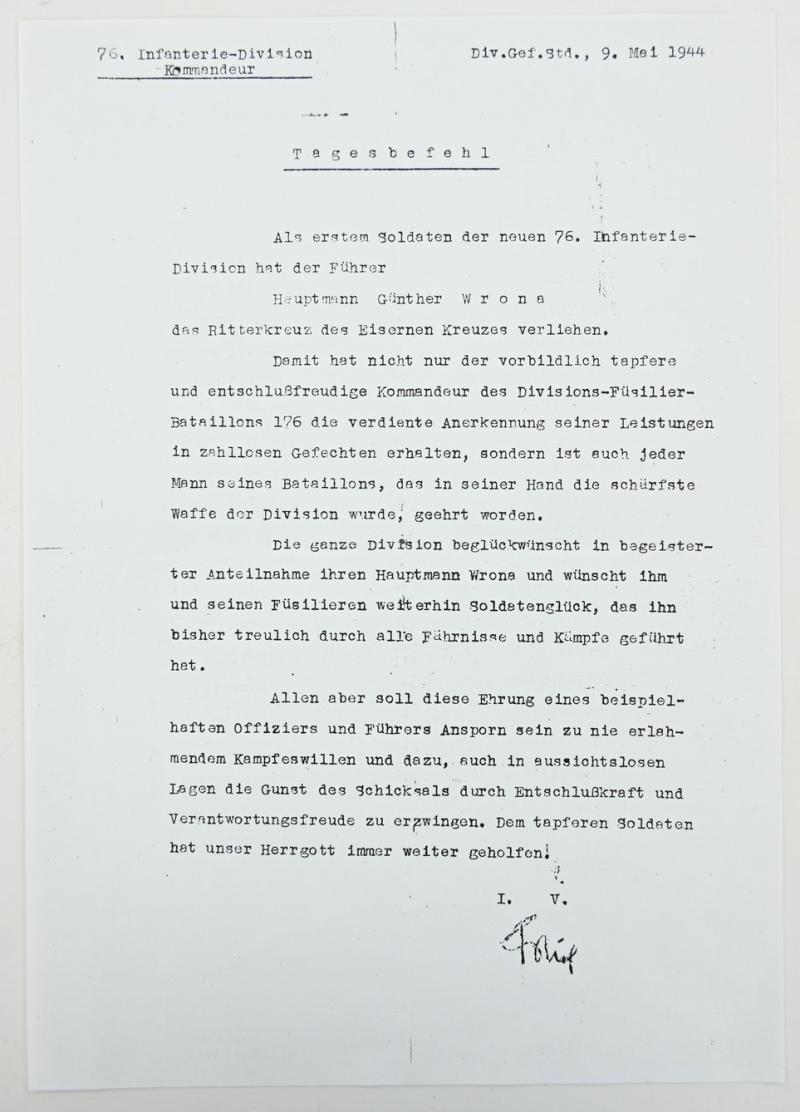 76. Infanterie-Division
Kommandeur
Div.Gef.Std., 9. Mai 1944
T a g e s b e f e h l
Als erstem Soldaten der neuen 76. Infanterie-
Division hat der Führer
Hauptmann Günther W r o n a
das Ritterkreuz des Eisernen Kreuzes verliehen.
Damit hat nicht nur der vorbildlich tapfere
und entschlußfreudige Kommandeur des Divisions-Füsilier-
Bataillons 176 die verdiente Anerkennung seiner Leistungen
in zahllosen Gefechten erhalten, sondern ist auch jeder
Mann seines Bataillons, das in seiner Hand die schärfste
Waffe der Division wurde, geehrt worden.
Die ganze Division beglückwünscht in begeister-
ter Anteilnahme ihren Hauptmann Wrona und wünscht ihm
und seinen Füsilieren weiterhin Soldatenglück, das ihn
bisher treulich durch alle Fährnisse und Kämpfe geführt
hat.
Allen aber soll diese Ehrung eines beispiel-
haften Offiziers und Führers Ansporn sein zu nie erlah-
mendem Kampfeswillen und dazu, auch in aussichtslosen
Lagen die Gunst des Schicksals durch Entschlußkraft und
Verantwortungsfreude zu erzwingen. Dem tapferen Soldaten
hat unser Herrgott immer weiter geholfen!
I. V.